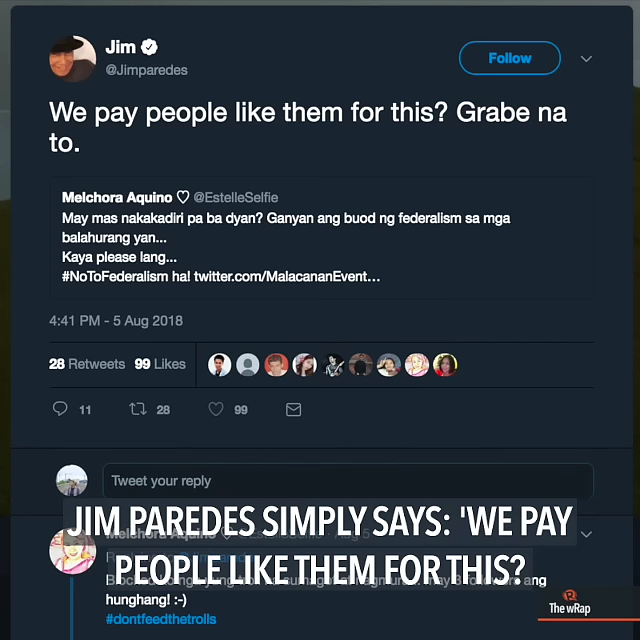 Jim
@Jimparedes
Follow
We pay people like them for this? Grabe na
to.
Melchora Aquino ♡ @EstelleSelfie
May mas nakakadiri pa ba dyan? Ganyan ang buod ng federalism sa mga
balahurang yan...
Kaya please lang...
#NoToFederalism ha! twitter.com/MalacananEvent…
4:41 PM - 5 Aug 2018
28 Retweets 99 Likes
11 28 99
Tweet your reply
JIM PAREDES SIMPLY SAYS: 'WE PAY
PEOPLE LIKE THEM FOR THIS?
ang
hunghang! :-)
#dontfeedthetrolls
The wRap